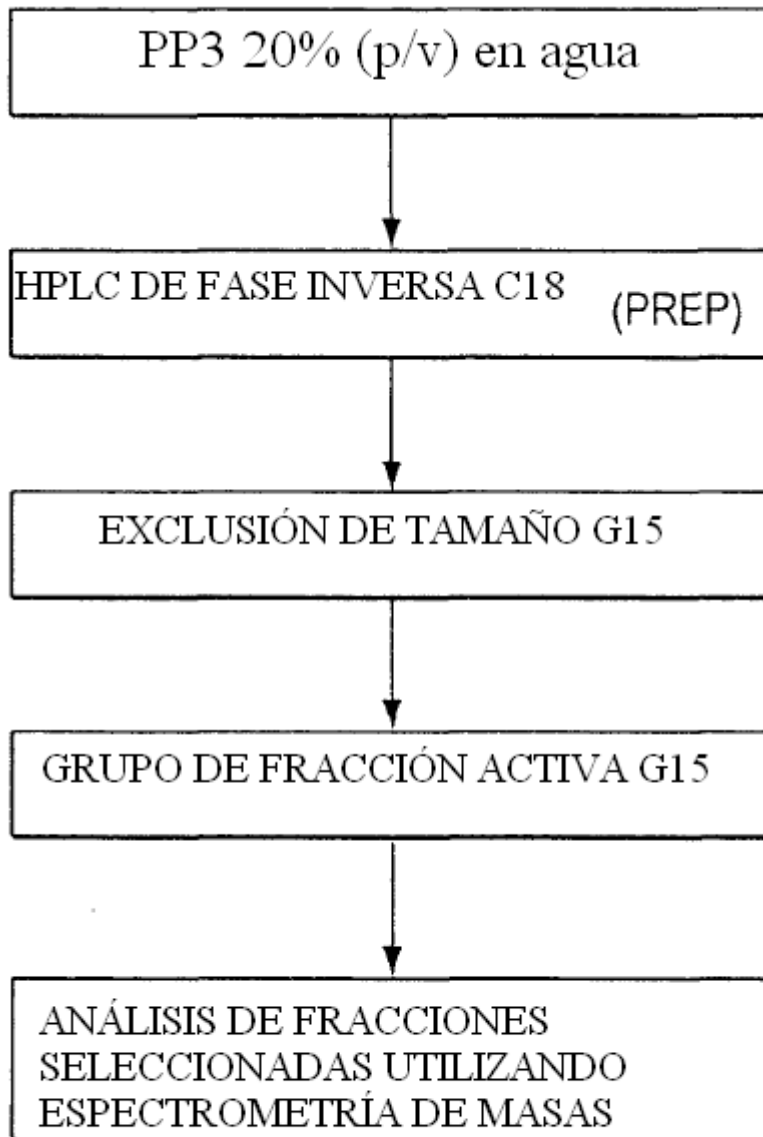 PP3 20% (p/v) en agua
HPLC DE FASE INVERSA C18 (PREP)
EXCLUSIÓN DE TAMAÑO G15
GRUPO DE FRACCIÓN ACTIVA G15
ANÁLISIS DE FRACCIONES
SELECCIONADAS UTILIZANDO
ESPECTROMETRÍA DE MASAS